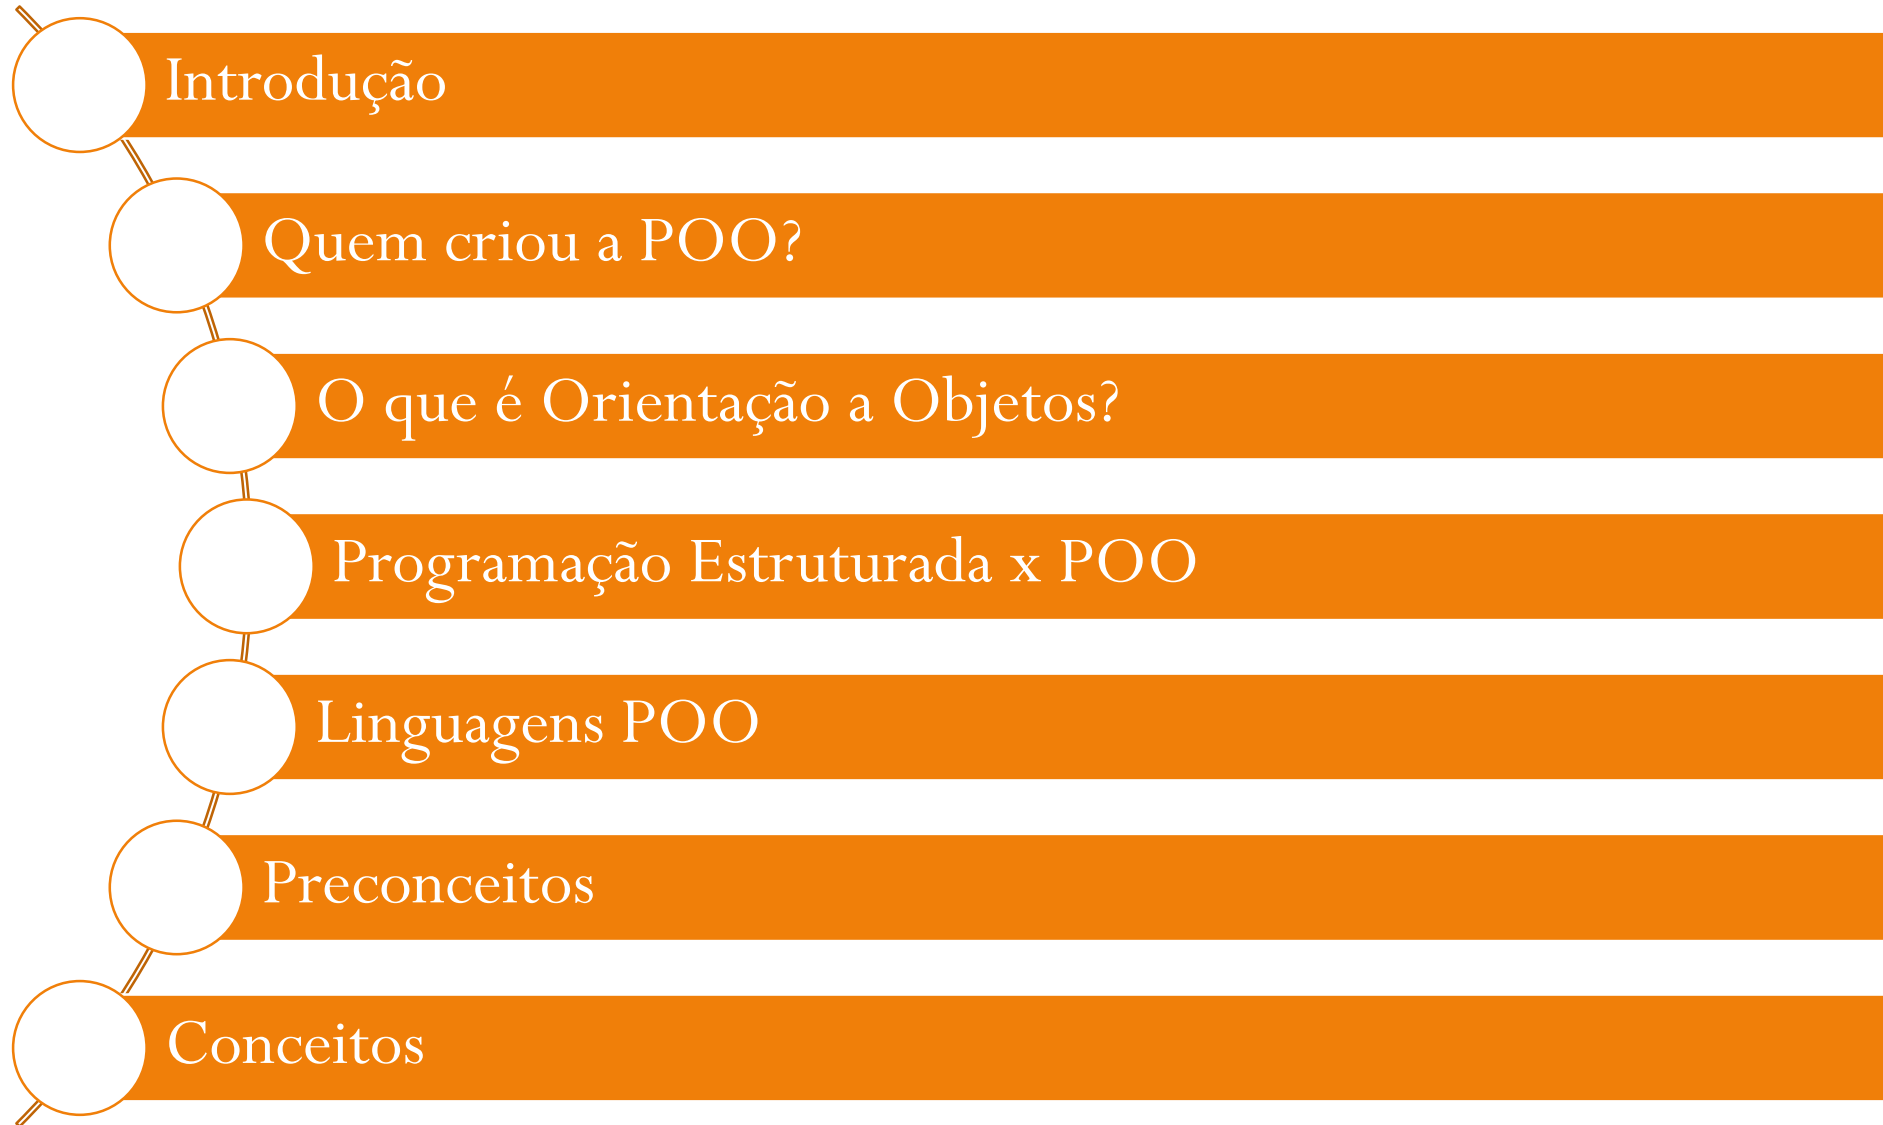 Introdução
Quem criou a POO?
O que é Orientação a Objetos?
Programação Estruturada x POO
Linguagens POO
Preconceitos
Conceitos